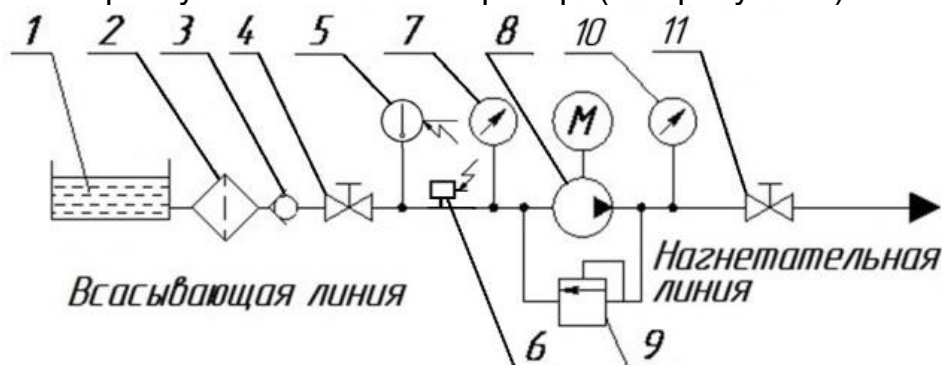 1 2 3 4 5 7 8 10 11
M
Всасывающая линия
Нагнетательная
линия
6 9